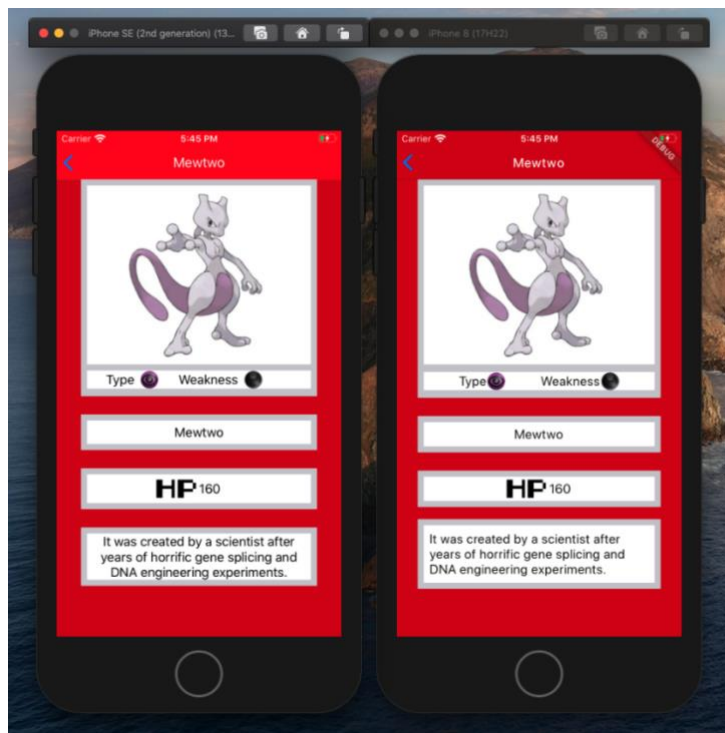 iPhone SE (2nd generation) (13...
iPhone 8 (17H22)
Carrier
5:45 PM
Mewtwo
Type
Weakness
Mewtwo
HP 160
It was created by a scientist after
years of horrific gene splicing and
DNA engineering experiments.
Carrier
5:45 PM
DEBUG
Mewtwo
Type
Weakness
Mewtwo
HP 160
It was created by a scientist after
years of horrific gene splicing and
DNA engineering experiments.